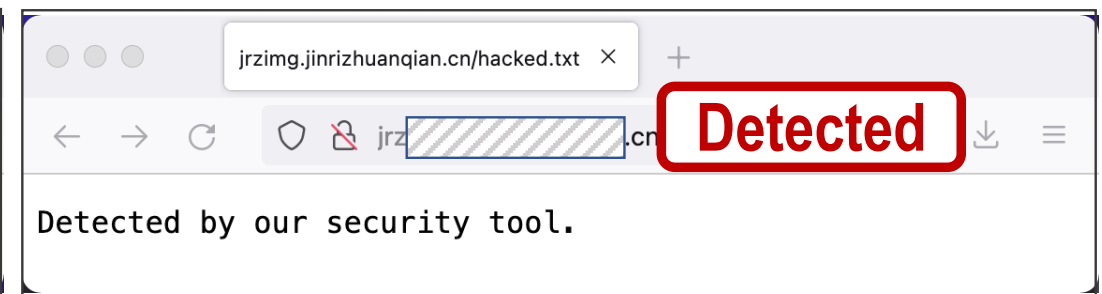 jrzimg.jinrizhuanqian.cn/hacked.txt
jrz .cn Detected
Detected by our security tool.